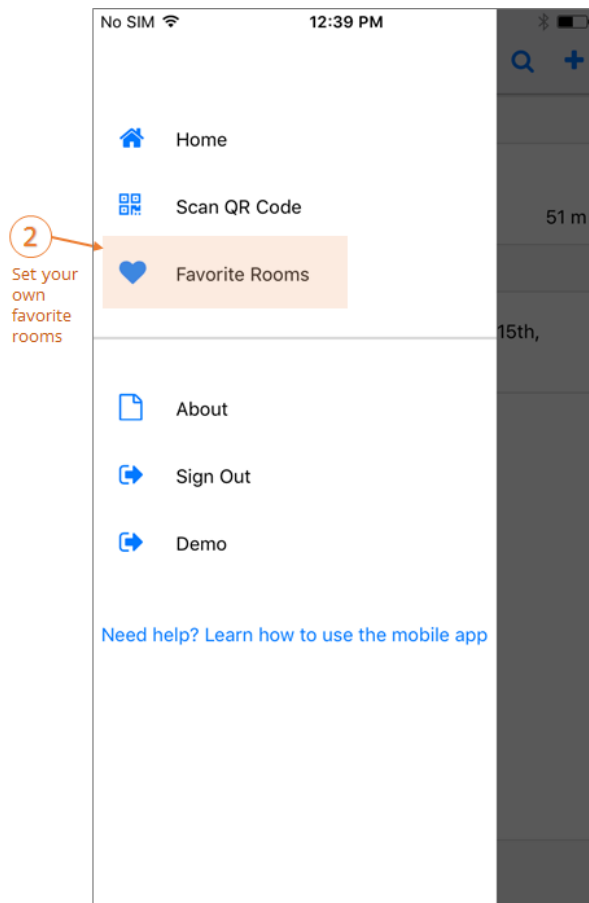 No SIM 12:39 PM
Home
Scan QR Code
51 m
2
Favorite Rooms
Set your
own
favorite
rooms
15th,
About
Sign Out
Demo
Need help? Learn how to use the mobile app